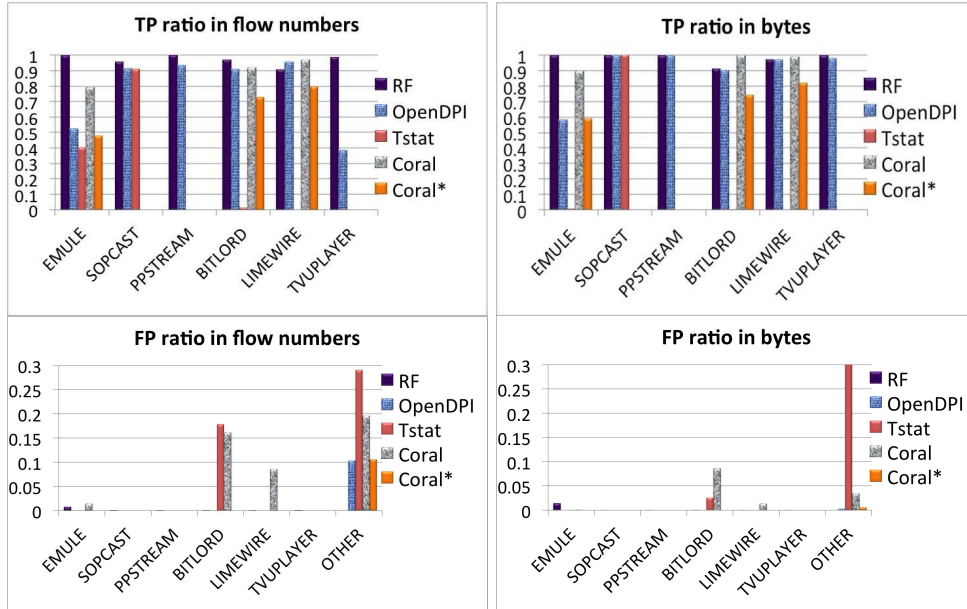 TP ratio in flow numbers
1
0.9
0.8
0.7
0.6
0.5
0.4
0.3
0.2
0.1
0
EMULE
SOPCAST
PPSTREAM
BITLORD
LIMEWIRE
TVUPLAYER
RF
OpenDPI
Tstat
Coral
Coral*
TP ratio in bytes
1
0.9
0.8
0.7
0.6
0.5
0.4
0.3
0.2
0.1
0
EMULE
SOPCAST
PPSTREAM
BITLORD
LIMEWIRE
TVUPLAYER
RF
OpenDPI
Tstat
Coral
Coral*
FP ratio in flow numbers
0.3
0.25
0.2
0.15
0.1
0.05
0
EMULE
SOPCAST
PPSTREAM
BITLORD
LIMEWIRE
TVUPLAYER
OTHER
RF
OpenDPI
Tstat
Coral
Coral*
FP ratio in bytes
0.3
0.25
0.2
0.15
0.1
0.05
0
EMULE
SOPCAST
PPSTREAM
BITLORD
LIMEWIRE
TVUPLAYER
OTHER
RF
OpenDPI
Tstat
Coral
Coral*